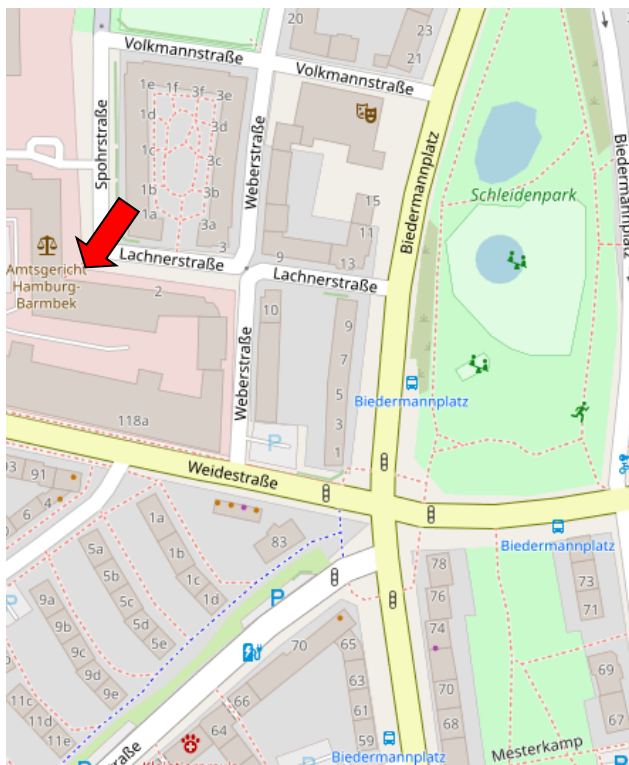 20
23
21
Volkmannstraße
Volkmannstraße
1e 1f 3f 3e
1d
3d
1c
3c
1b
3b
1a
3a
3
Spohrstraße
Weberstraße
Biedermannplatz
Biedermannplatz
Schleidenpark
15
11
13
9
Lachnerstraße
Lachnerstraße
Amtsgericht
Hamburg-
Barmbek
2
10
9
7
5
3
1
Weberstraße
Biedermannplatz
118a
P
Weidestraße
93 91
4
6
1a
1b
1c
1d
83
Biedermannplatz
5a
5b
5c
5d
5e
P
P
9a
9b
9c
9d
9e
78
76
74
70
68
73
71
69
67
70
65
63
61
59
66
64
11c
11d
11e
straße
P
P
Biedermannplatz
Mesterkamp
P